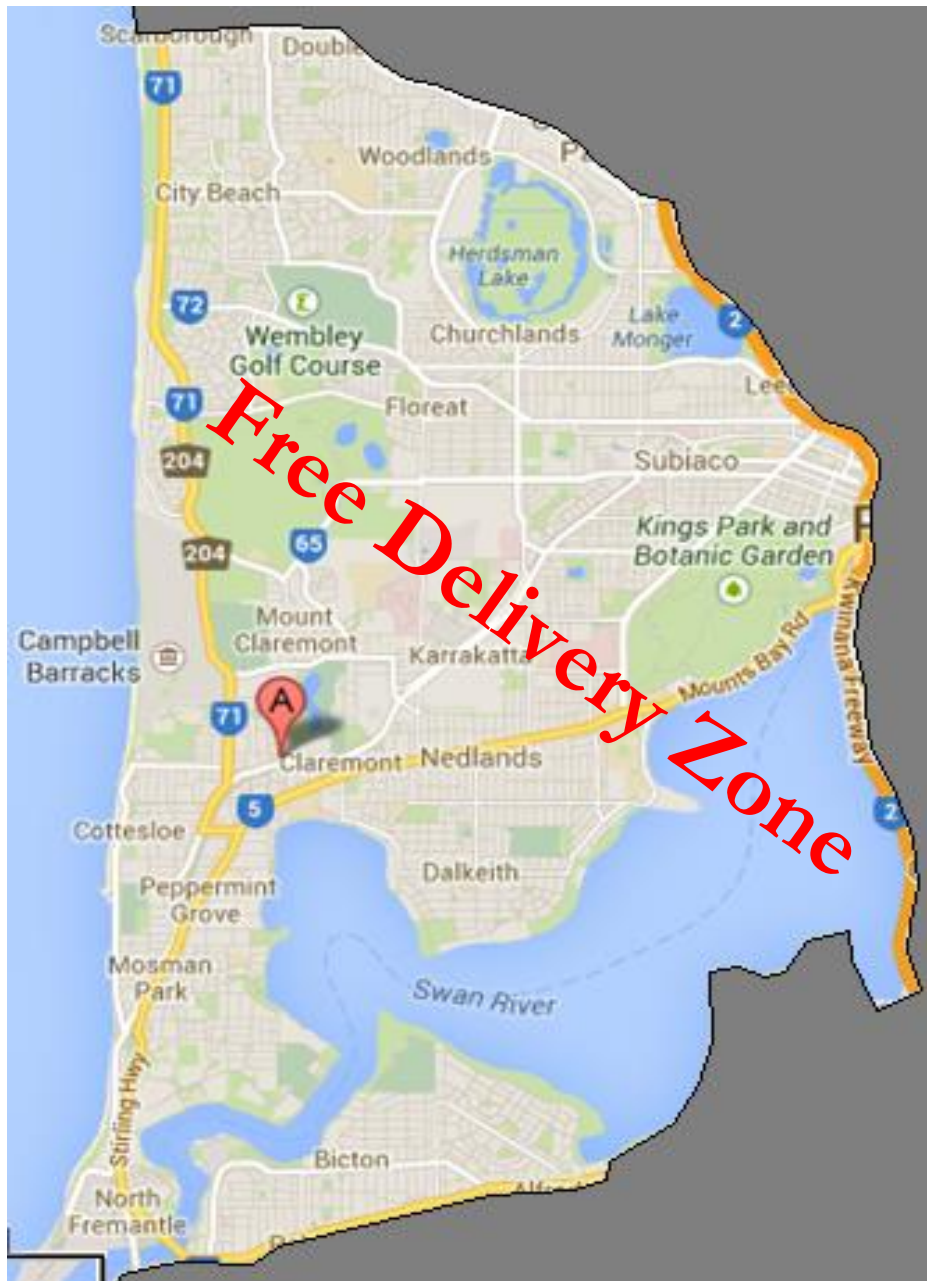 Scarborough
Double
71
Woodlands
Pa
City Beach
Herdsman
Lake
72
Lake
Monger
2
Wembley
Golf Course
Churchlands
Lee
71
Floreat
Free Delivery Zone
204
Subiaco
Kings Park and
Botanic Garden
P
204
65
Mount
Claremont
Campbell
Barracks
Karrakatta
Mounts Bay Rd
Kwinana Freeway
A
71
Claremont
Nedlands
5
2
Cottesloe
Dalkeith
Peppermint
Grove
Mosman
Park
Swan River
Stirling Hwy
Bicton
North
Fremantle